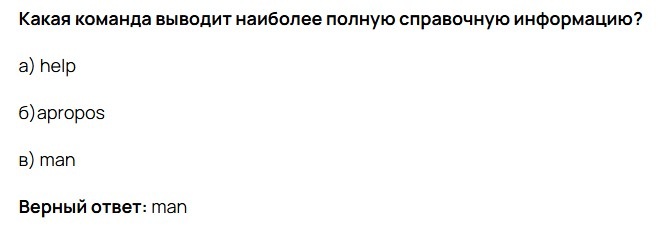 Какая команда выводит наиболее полную справочную информацию?
а) help
б)apropos
в) man
Верный ответ: man